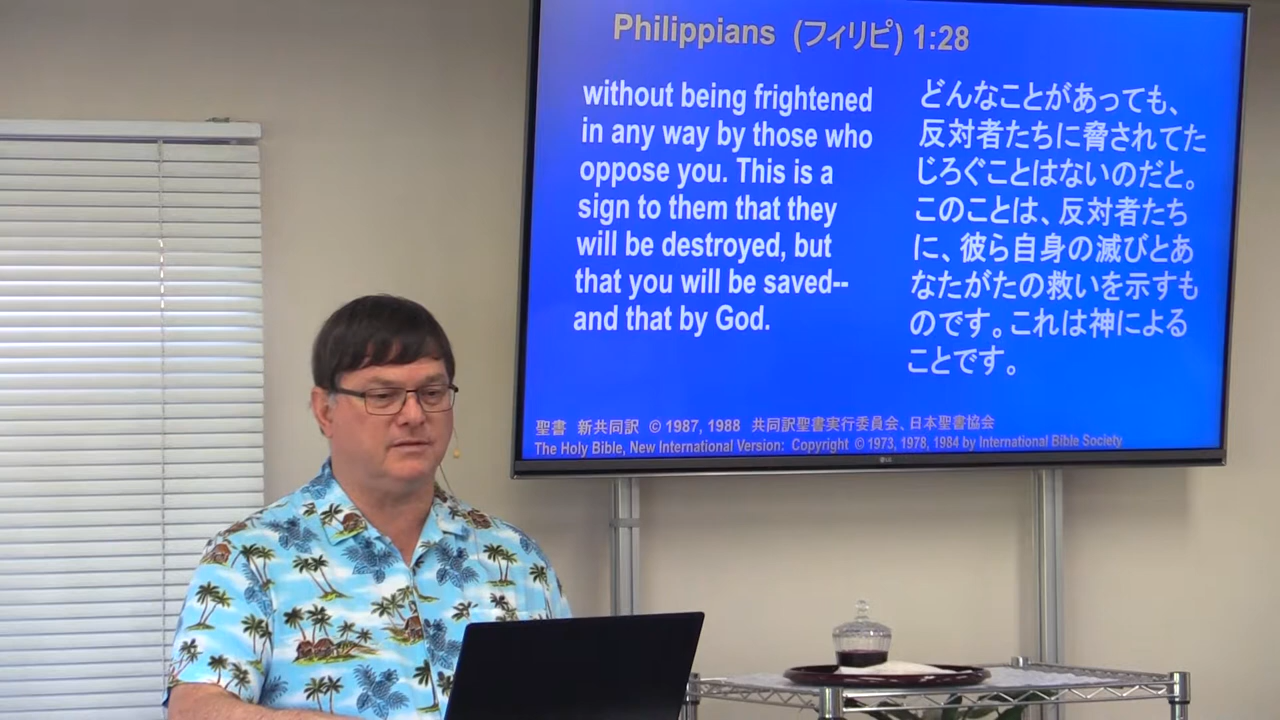 Philippians (フィリピ) 1:28
without being frightened
in any way by those who
oppose you. This is a
sign to them that they
will be destroyed, but
that you will be saved--
and that by God.
どんなことがあっても、
反対者たちに脅されてた
じろぐことはないのだと。
このことは、反対者たち
に、彼ら自身の滅びとあ
なたがたの救いを示すも
のです。これは神による
ことです。
聖書 新共同訳 © 1987, 1988 共同訳聖書実行委員会、日本聖書協会
The Holy Bible, New International Version: Copyright © 1973, 1978, 1984 by International Bible Society
LG